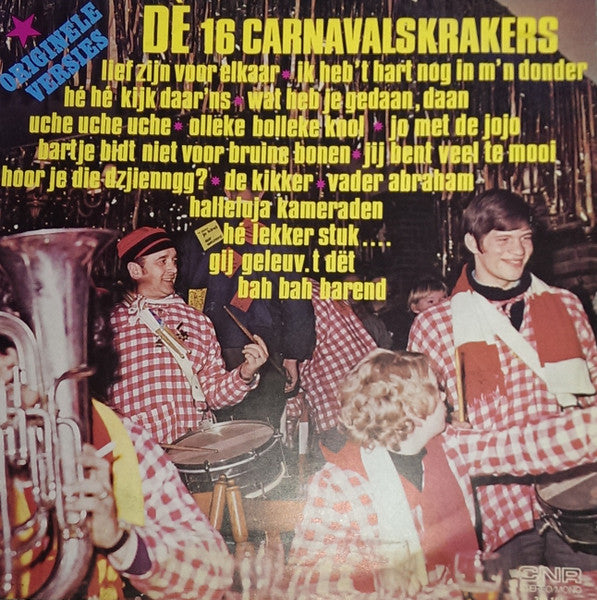 ★ ORIGINELE
VERSIES
DÈ 16 CARNAVALSKRAKERS
lief zijn voor elkaar * ik heb't hart nog in m'n donder
hé hé kijk daar'ns * wat heb je gedaan, daan
uche uche uche * olleke bolleke kool * jo met de jojo
bartje bidt niet voor bruine bonen * jij bent veel te mooi
hoor je die dzjienngg? * de kikker * vader abraham
halleluja kameraden
hé lekker stuk....
gij geleuv.t dèt
bah bah barend
CNR
STEREO/MONO